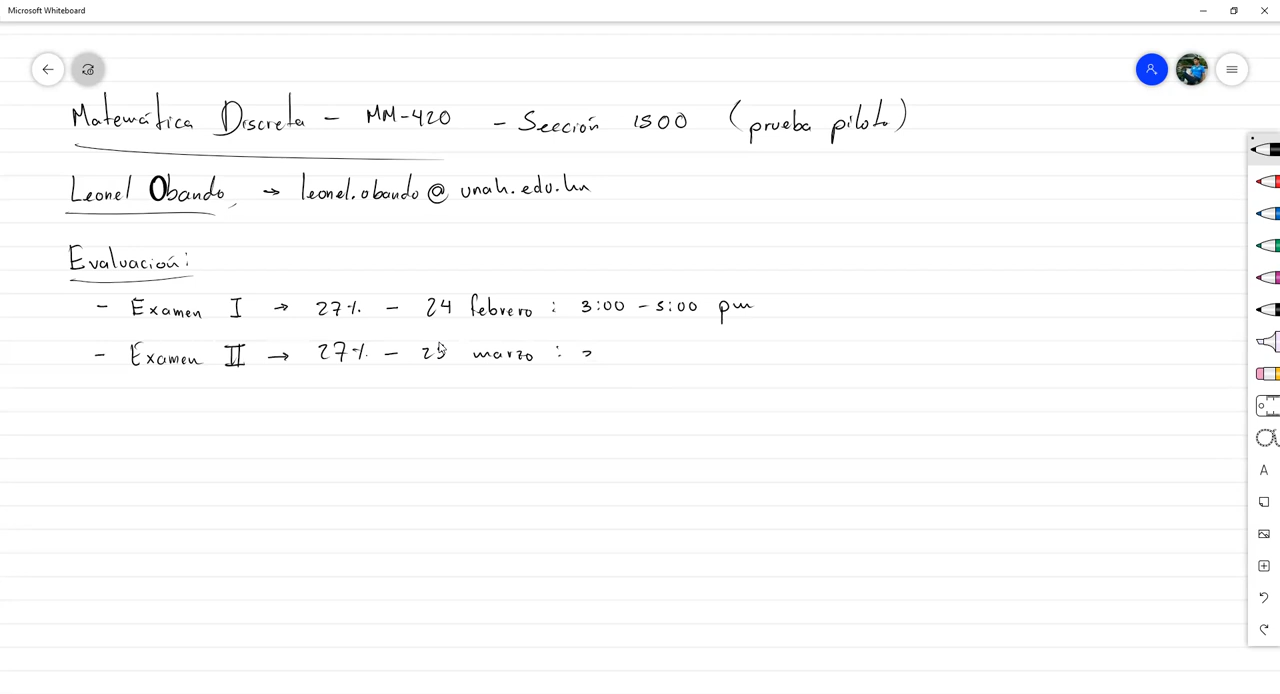 Microsoft Whiteboard
Matemática Discreta - MM-420 - Sección 1500 (prueba piloto)
Leonel Obando → leonel.obando@unah.edu.hn
Evaluación:
- Examen I → 27% - 24 febrero : 3:00 - 5:00 pm
- Examen II → 27% - marzo :
A